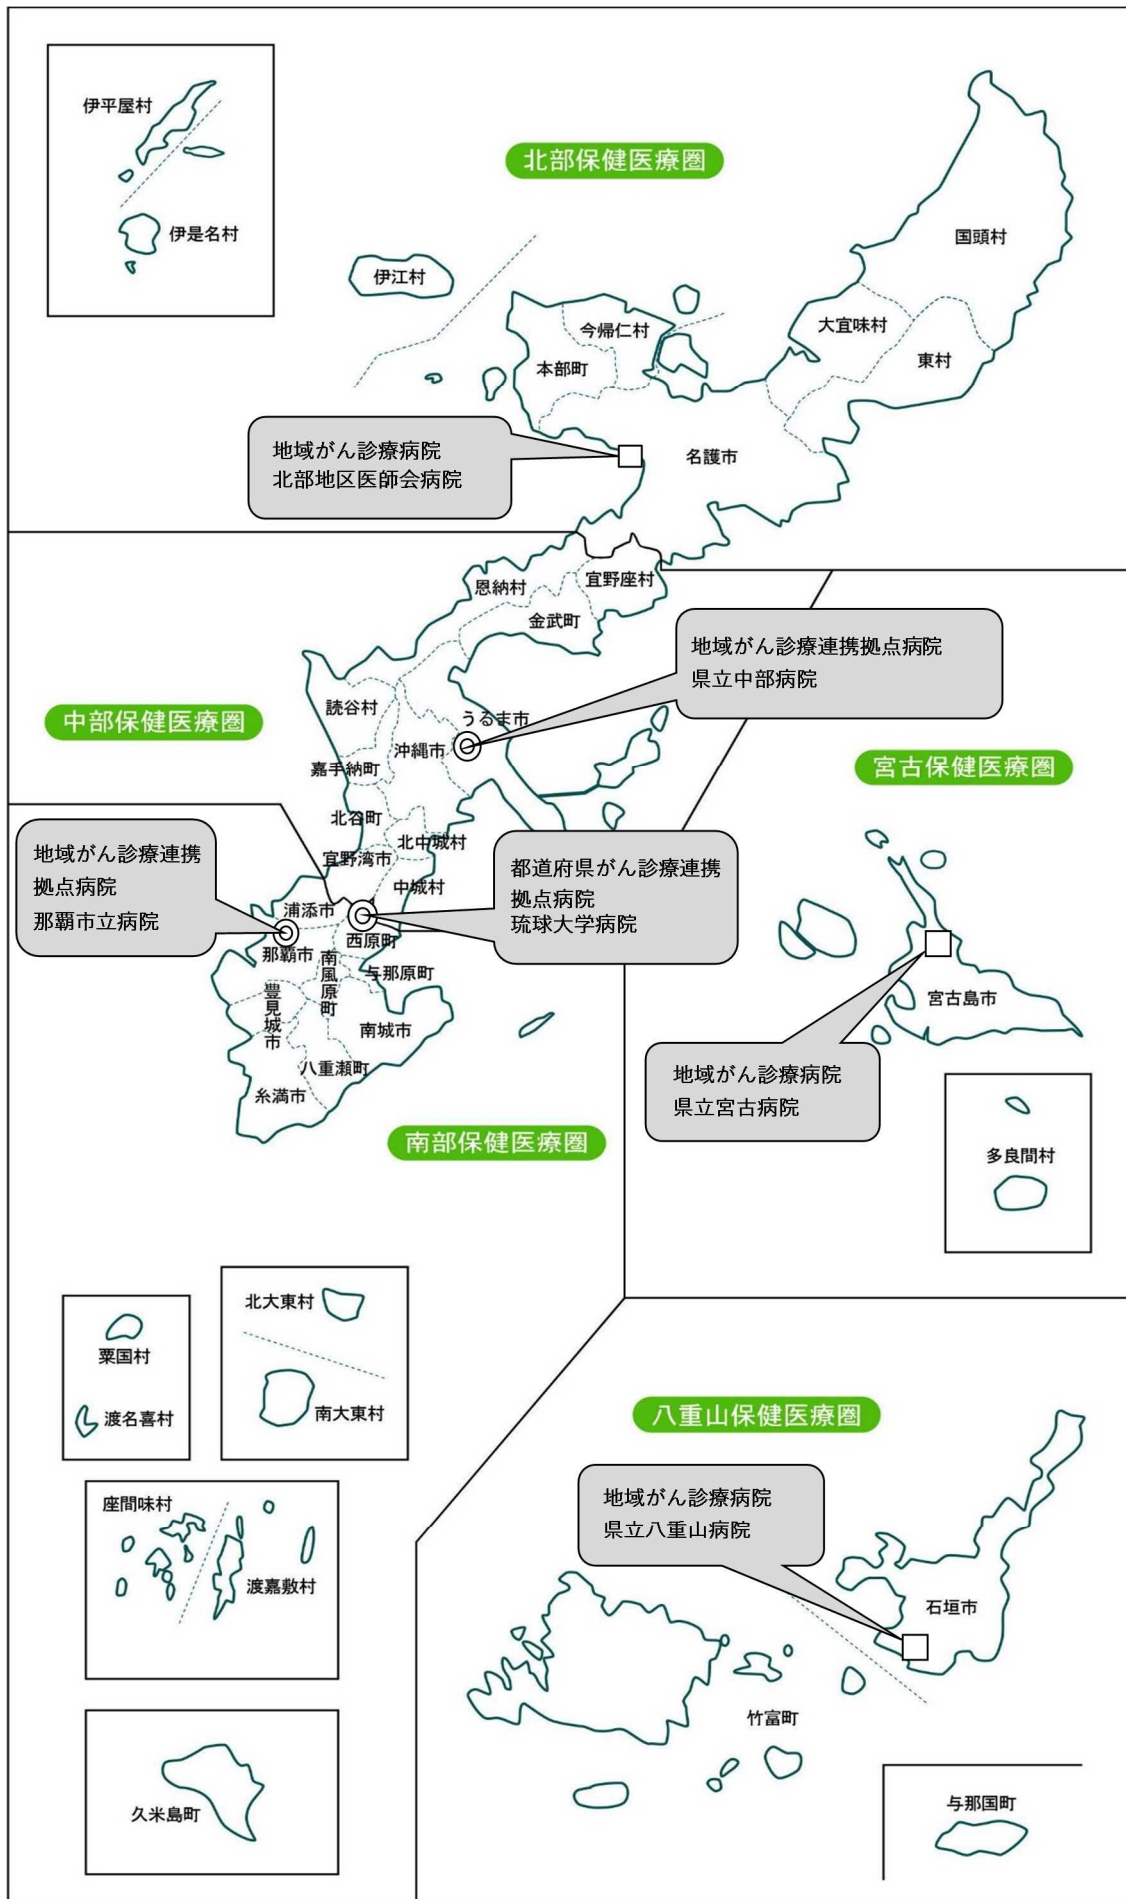 伊平屋村
伊是名村
北部保健医療圏
国頭村
伊江村
大宜味村
今帰仁村
東村
本部町
地域がん診療病院
北部地区医師会病院
名護市
恩納村
宜野座村
金武町
地域がん診療連携拠点病院
県立中部病院
中部保健医療圏
読谷村
うるま市
沖縄市
嘉手納町
宮古保健医療圏
北谷町
北中城村
宜野湾市
中城村
地域がん診療連携
拠点病院
那覇市立病院
都道府県がん診療連携
拠点病院
琉球大学病院
浦添市
西原町
那覇市
南風原町
与那原町
豊見城市
南城市
八重瀬町
糸満市
宮古島市
地域がん診療病院
県立宮古病院
南部保健医療圏
多良間村
北大東村
粟国村
渡名喜村
南大東村
八重山保健医療圏
地域がん診療病院
県立八重山病院
座間味村
渡嘉敷村
石垣市
竹富町
久米島町
与那国町